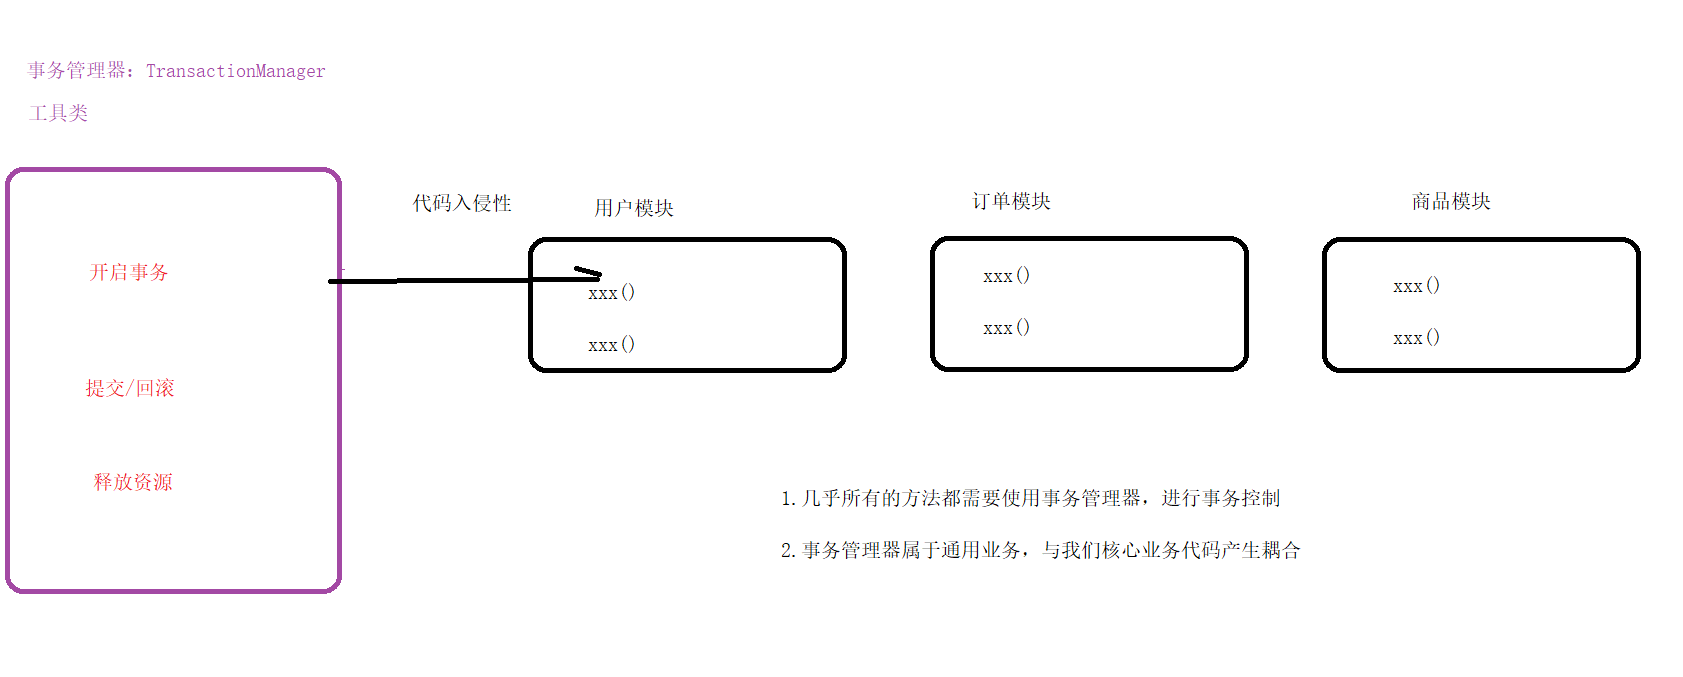 事务管理器：TransactionManager
工具类
代码入侵性
用户模块
订单模块
商品模块
开启事务
提交/回滚
释放资源
xxx()
xxx()
xxx()
xxx()
xxx()
xxx()
1.几乎所有的方法都需要使用事务管理器，进行事务控制
2.事务管理器属于通用业务，与我们核心业务代码产生耦合